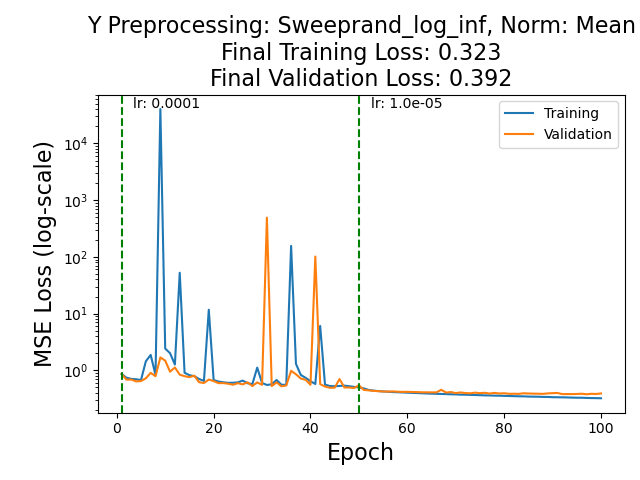 Y Preprocessing: Sweeprand_log_inf, Norm: Mean
Final Training Loss: 0.323
Final Validation Loss: 0.392
lr: 0.0001
lr: 1.0e-05
Training
Validation
MSE Loss (log-scale)
10⁴
10³
10²
10¹
10⁰
0
20
40
60
80
100
Epoch